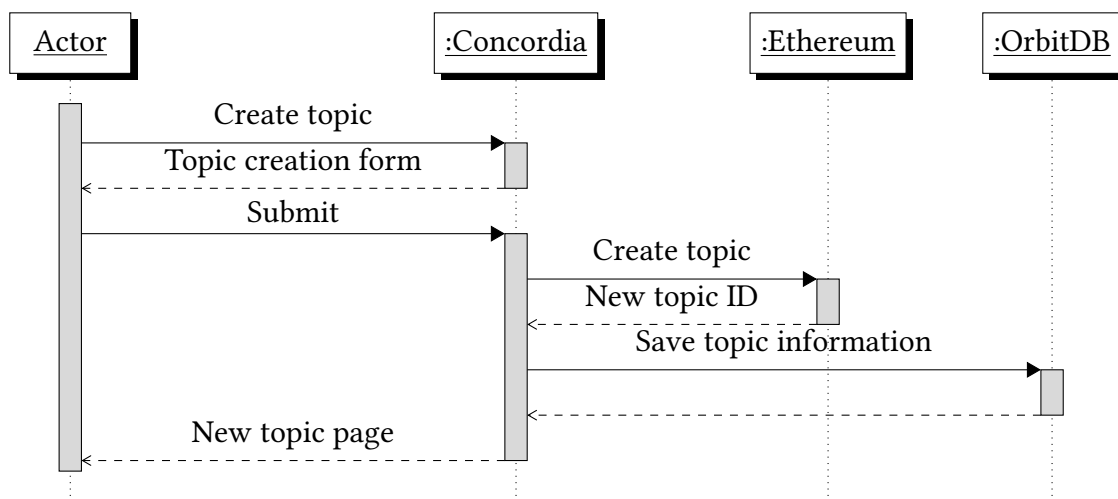 Actor
:Concordia
:Ethereum
:OrbitDB
Create topic
Topic creation form
Submit
Create topic
New topic ID
Save topic information
New topic page